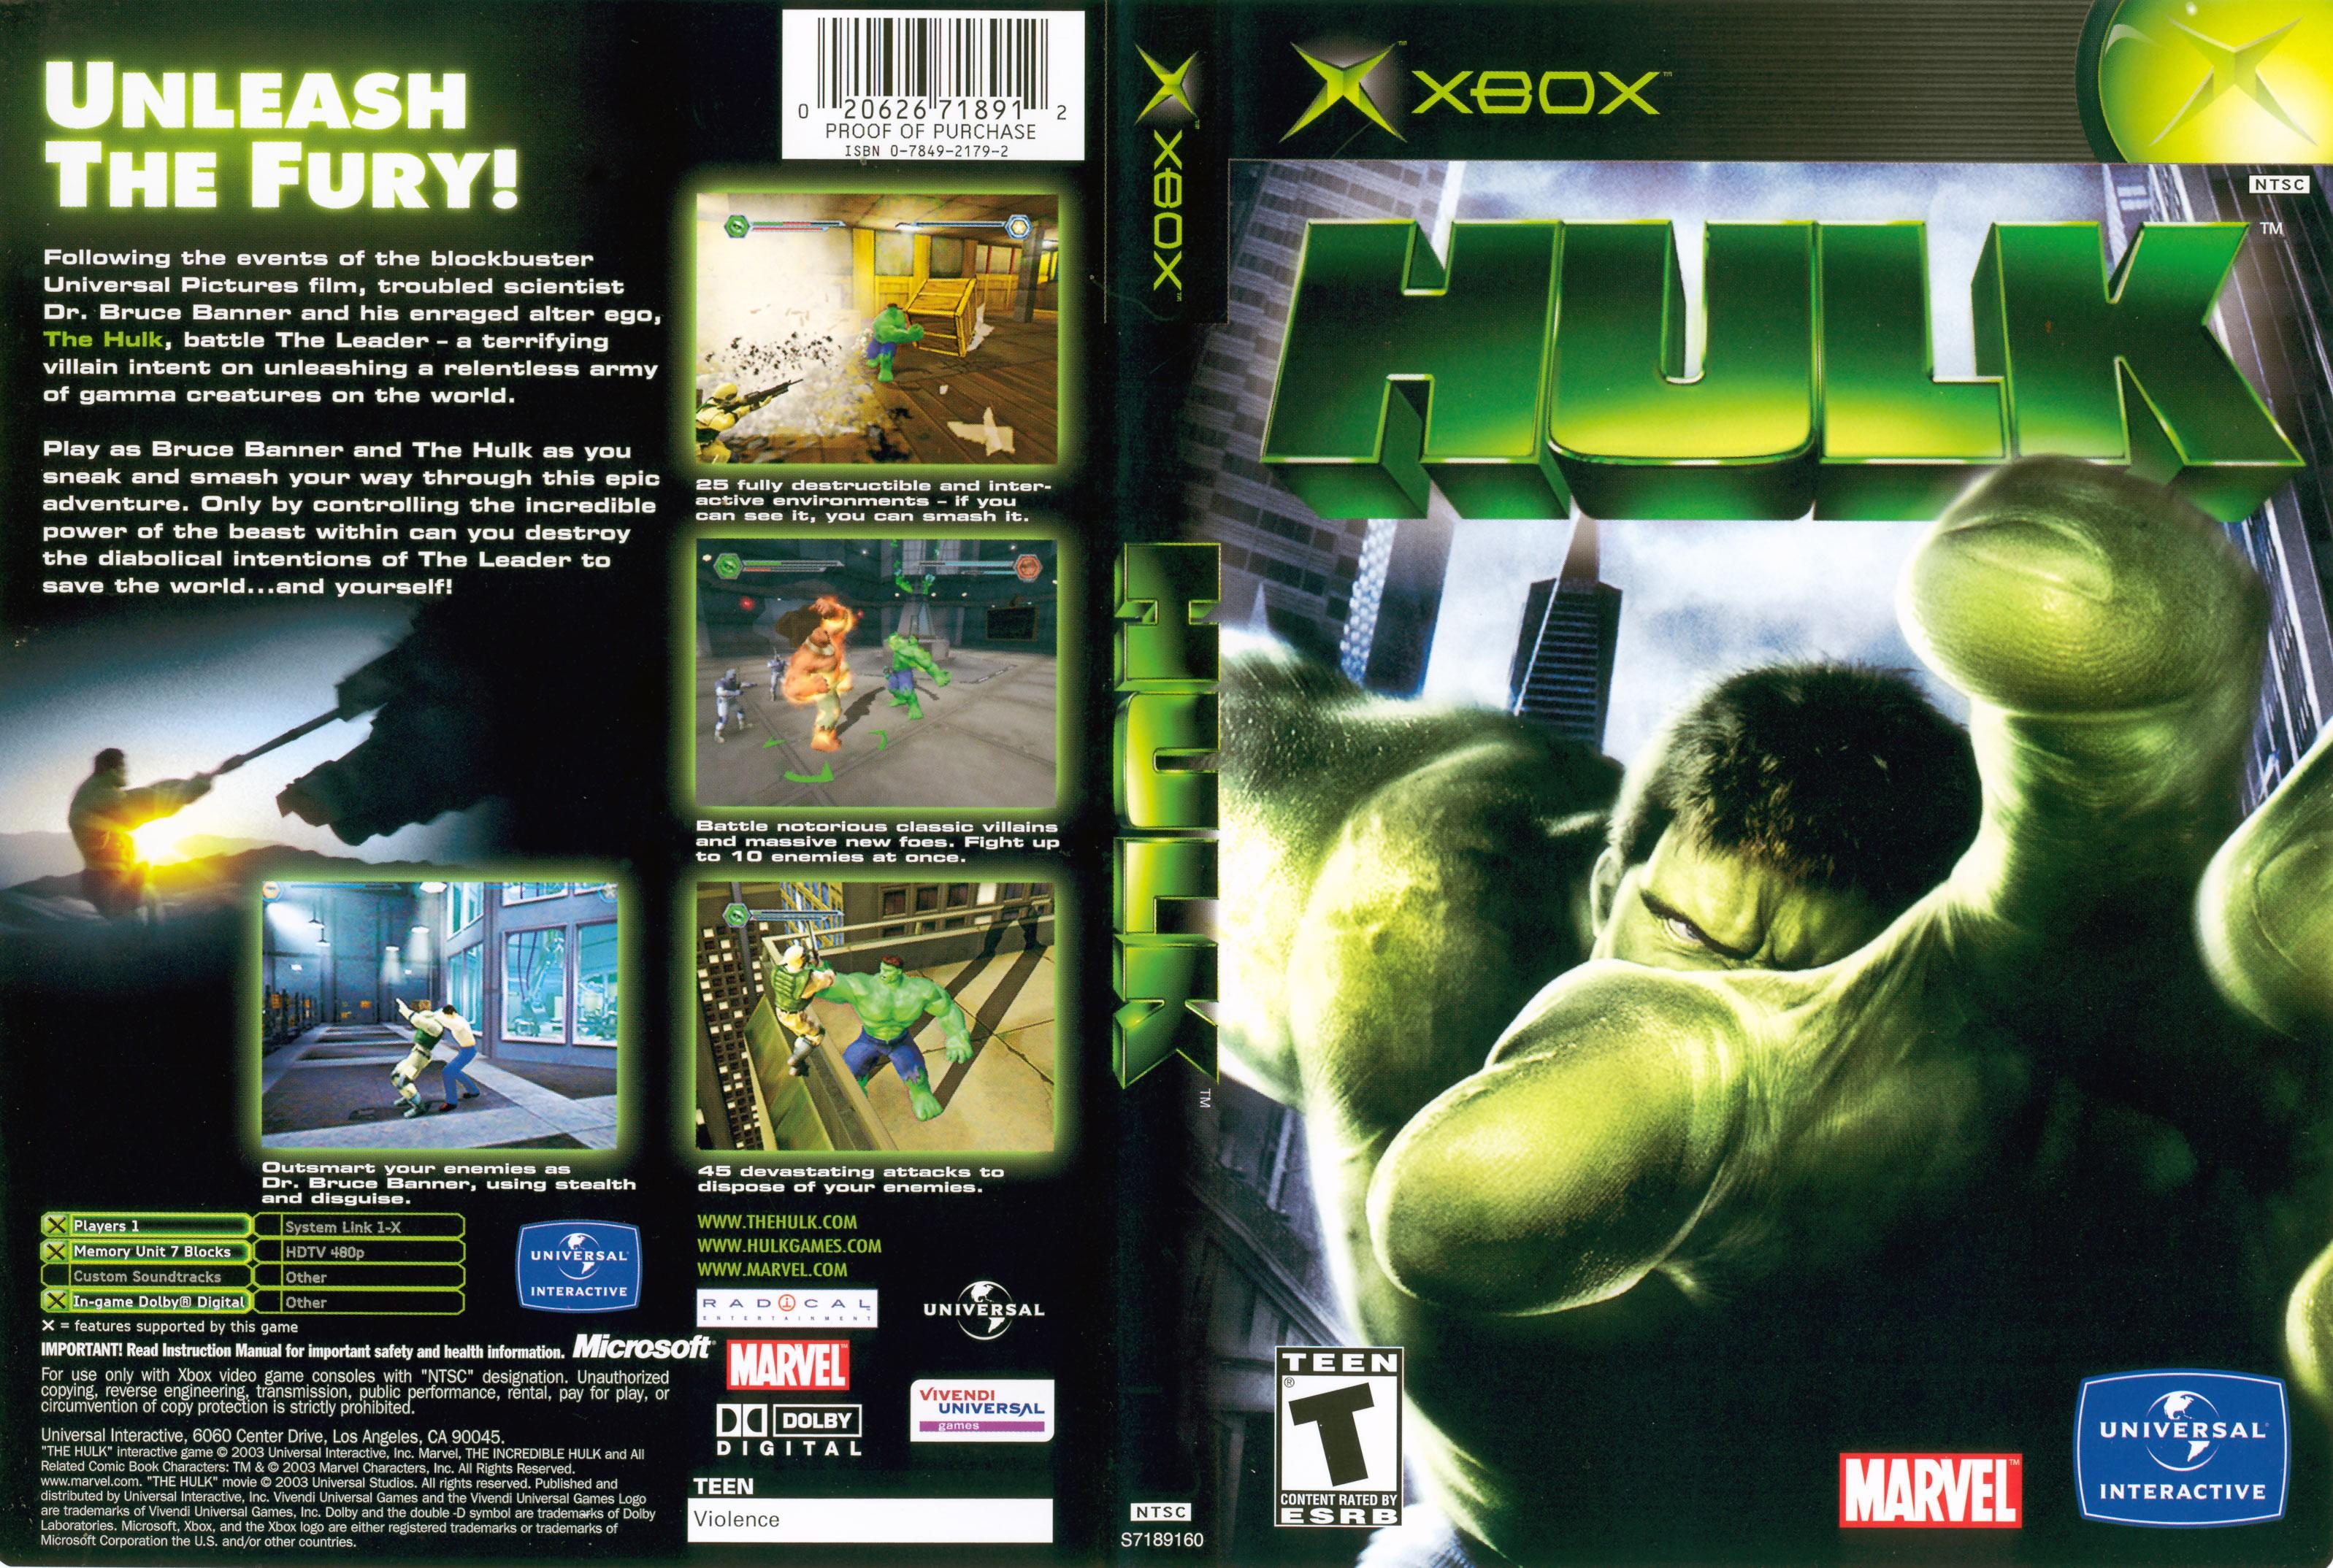 UNLEASH
THE FURY!
Following the events of the blockbuster
Universal Pictures film, troubled scientist
Dr. Bruce Banner and his enraged alter ego,
The Hulk, battle The Leader – a terrifying
villain intent on unleashing a relentless army
of gamma creatures on the world.
Play as Bruce Banner and The Hulk as you
sneak and smash your way through this epic
adventure. Only by controlling the incredible
power of the beast within can you destroy
the diabolical intentions of The Leader to
save the world...and yourself!
0 20626 71891 2
PROOF OF PURCHASE
ISBN 0-7849-2179-2
25 fully destructible and inter-
active environments – if you
can see it, you can smash it.
Battle notorious classic villains
and massive new foes. Fight up
to 10 enemies at once.
Outsmart your enemies as
Dr. Bruce Banner, using stealth
and disguise.
45 devastating attacks to
dispose of your enemies.
Players 1
System Link 1-X
Memory Unit 7 Blocks
HDTV 480p
Custom Soundtracks
Other
In-game Dolby® Digital
Other
X = features supported by this game
UNIVERSAL
INTERACTIVE
WWW.THEHULK.COM
WWW.HULKGAMES.COM
WWW.MARVEL.COM
RADICAL
ENTERTAINMENT
UNIVERSAL
IMPORTANT! Read Instruction Manual for important safety and health information.
Microsoft®
MARVEL™
For use only with Xbox video game consoles with "NTSC" designation. Unauthorized
copying, reverse engineering, transmission, public performance, rental, pay for play, or
circumvention of copy protection is strictly prohibited.
VIVENDI
UNIVERSAL
games
DOLBY
DIGITAL
Universal Interactive, 6060 Center Drive, Los Angeles, CA 90045.
"THE HULK" interactive game © 2003 Universal Interactive, Inc. Marvel, THE INCREDIBLE HULK and All
Related Comic Book Characters: TM & © 2003 Marvel Characters, Inc. All Rights Reserved.
www.marvel.com. "THE HULK" movie © 2003 Universal Studios. All rights reserved. Published and
distributed by Universal Interactive, Inc. Vivendi Universal Games and the Vivendi Universal Games Logo
are trademarks of Vivendi Universal Games, Inc. Dolby and the double -D symbol are trademarks of Dolby
Laboratories. Microsoft, Xbox, and the Xbox logo are either registered trademarks or trademarks of
Microsoft Corporation the U.S. and/or other countries.
TEEN
Violence
XBOX™
HULK™
NTSC
S7189160
XBOX™
NTSC
HULK™
TEEN
®
T
CONTENT RATED BY
ESRB
MARVEL™
UNIVERSAL®
INTERACTIVE